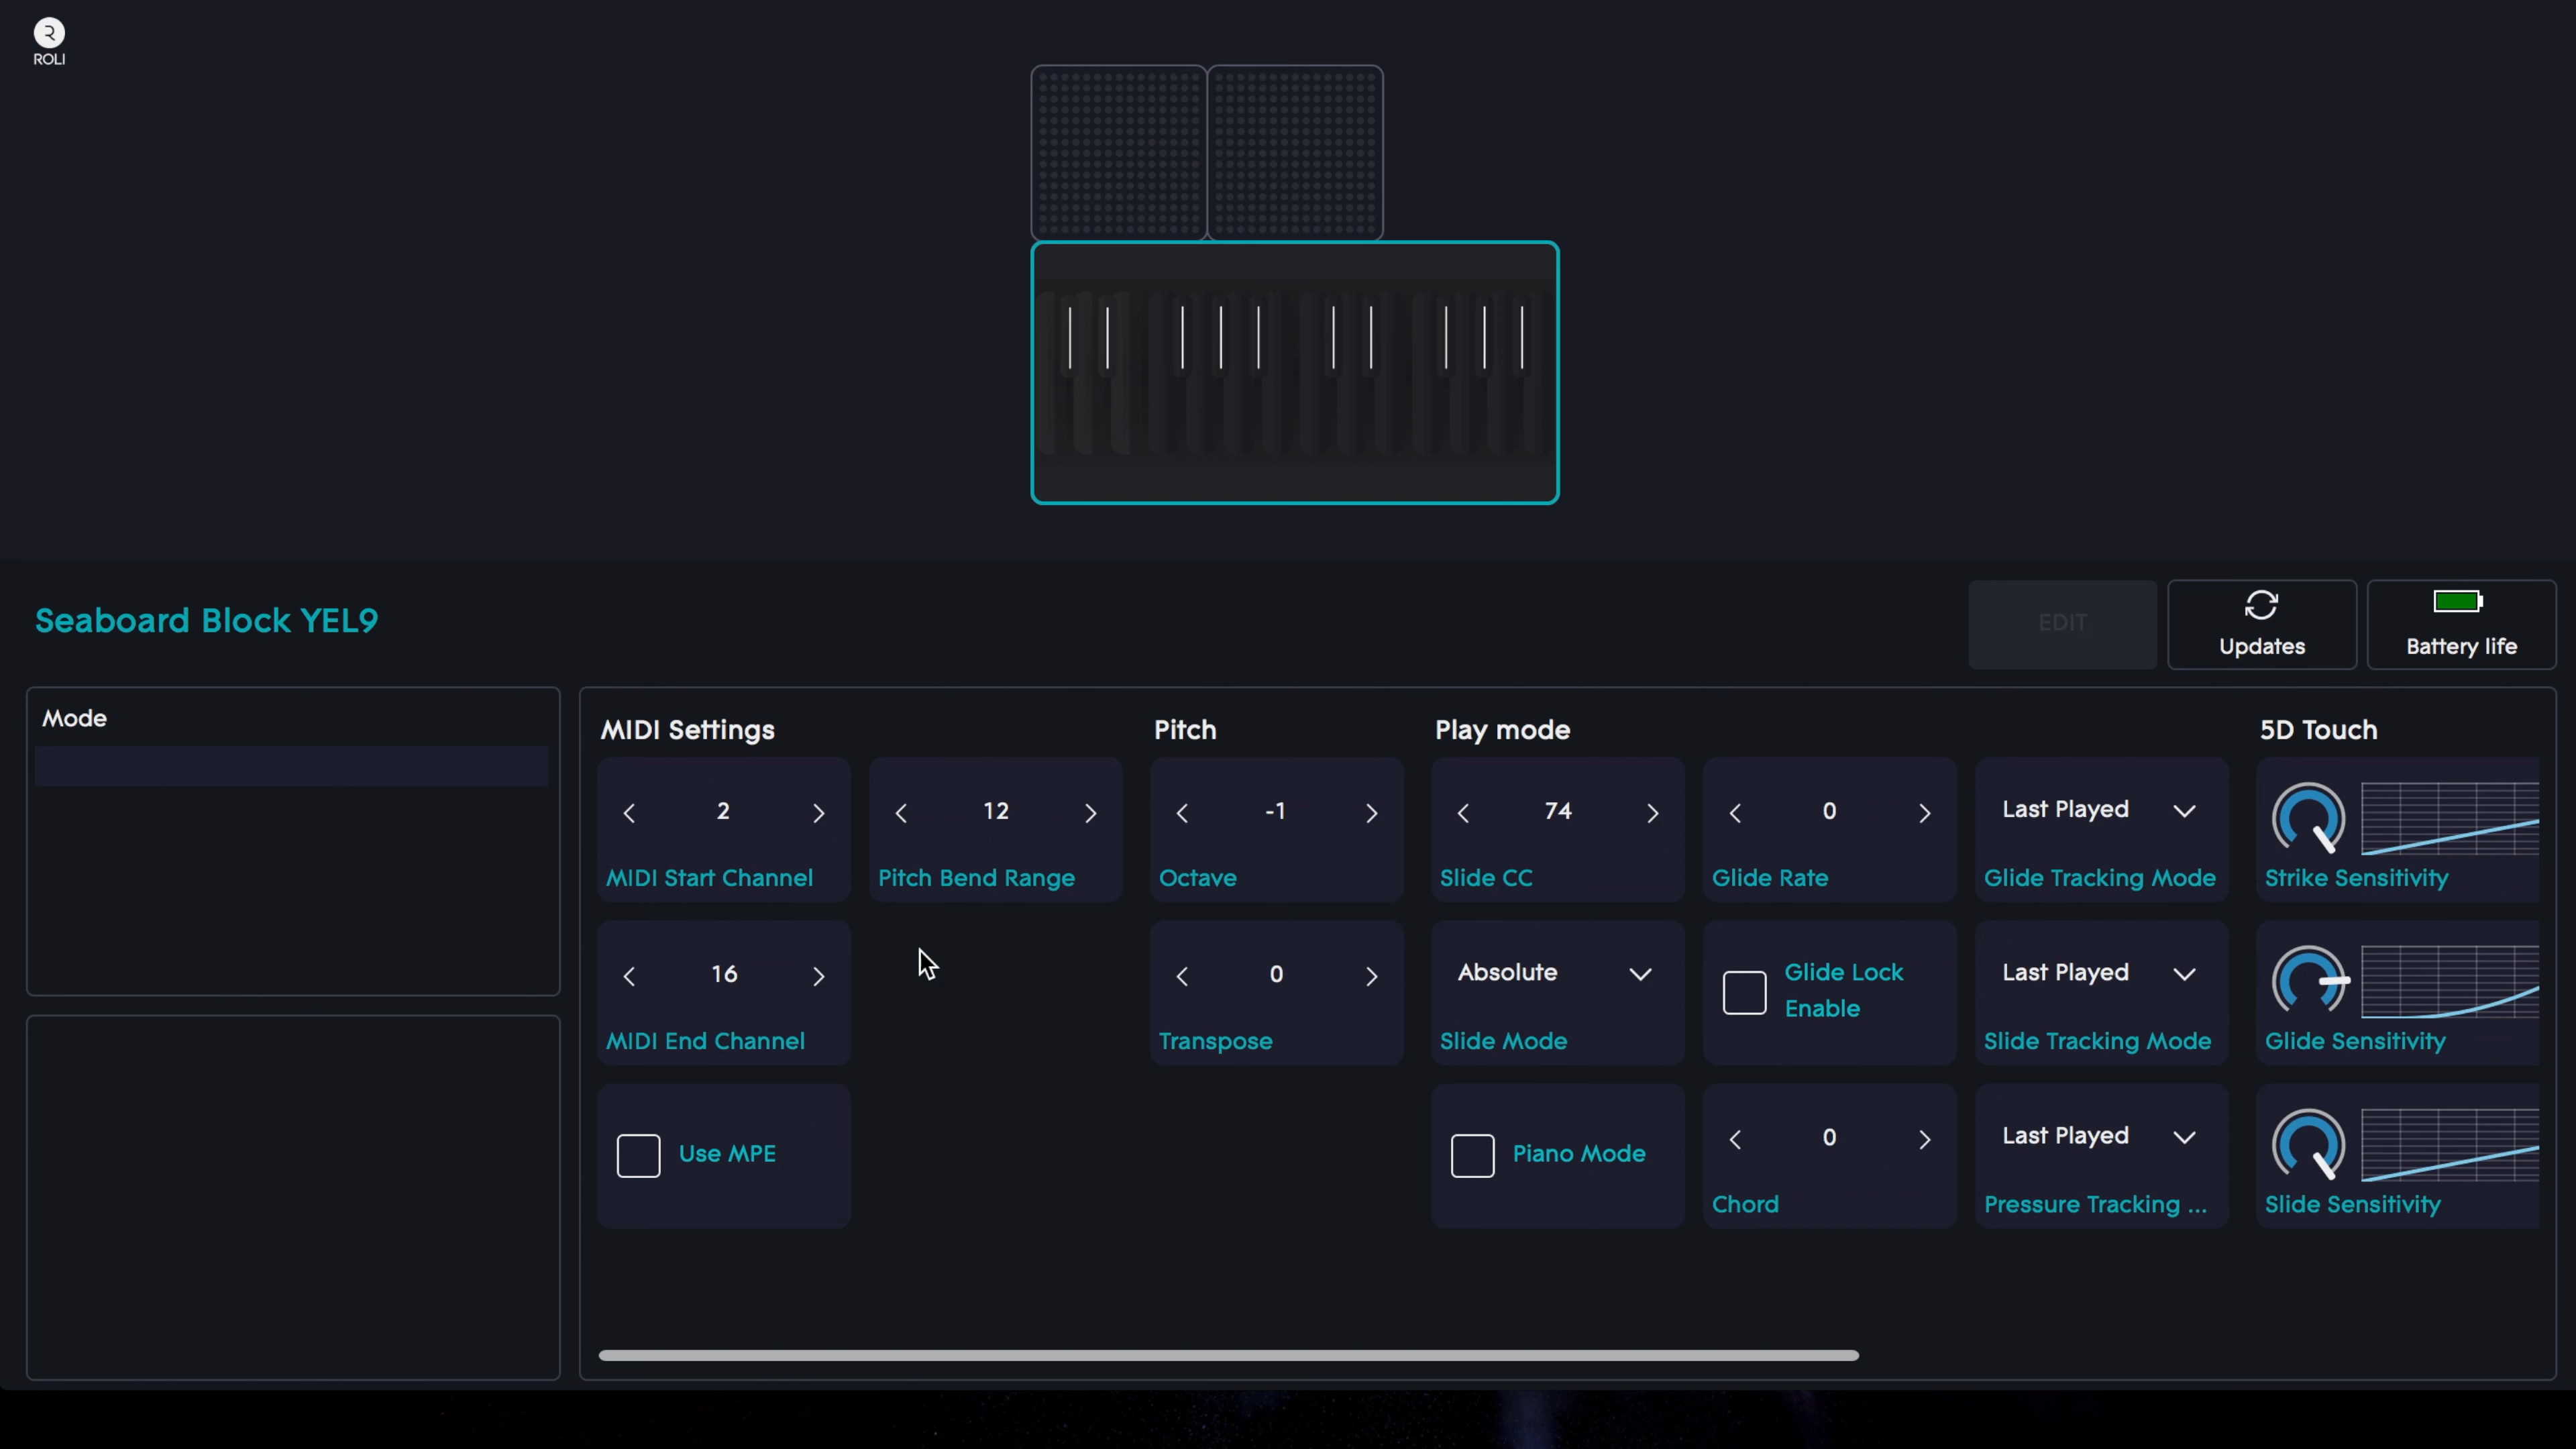 ROLI
Seaboard Block YEL9
EDIT
Updates
Battery life
Mode
MIDI Settings
Pitch
Play mode
5D Touch
2
12
-1
74
0
Last Played
MIDI Start Channel
Pitch Bend Range
Octave
Slide CC
Glide Rate
Glide Tracking Mode
Strike Sensitivity
16
0
Absolute
Glide Lock
Enable
Last Played
MIDI End Channel
Transpose
Slide Mode
Slide Tracking Mode
Glide Sensitivity
Use MPE
Piano Mode
0
Last Played
Chord
Pressure Tracking ...
Slide Sensitivity